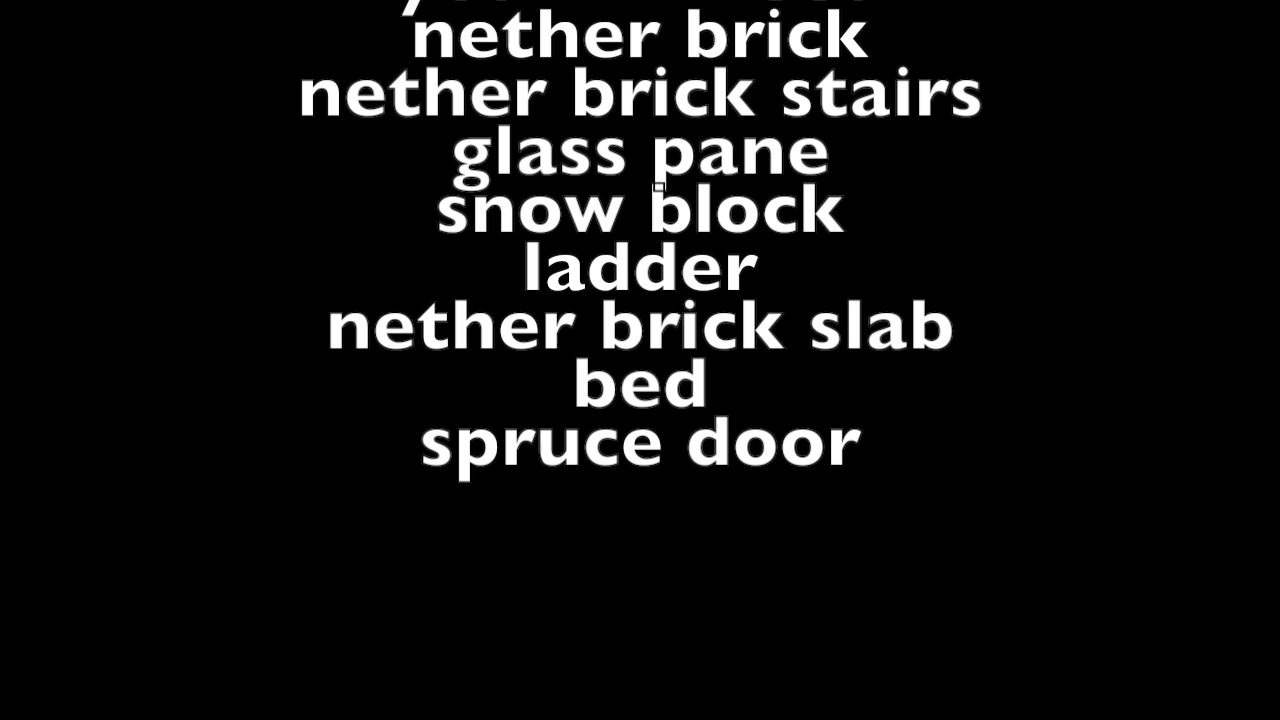 nether brick
nether brick stairs
glass pane
snow block
ladder
nether brick slab
bed
spruce door